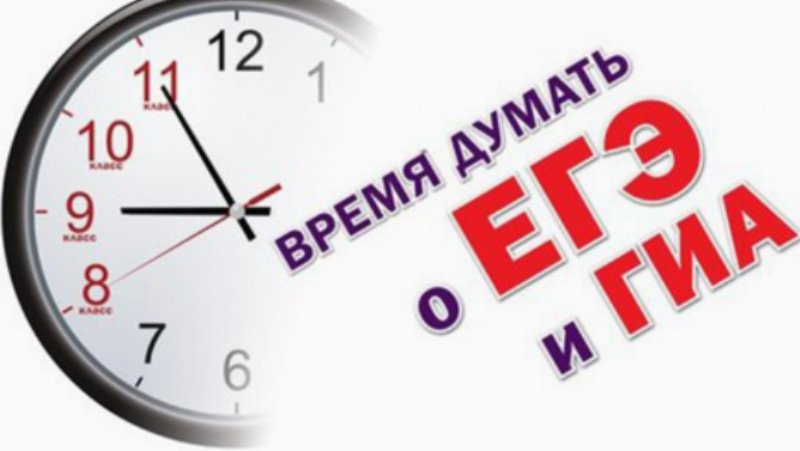 12
1
11
класс
10
класс
9
класс
8
класс
7
6
ВРЕМЯ ДУМАТЬ
о ЕГЭ
и ГИА